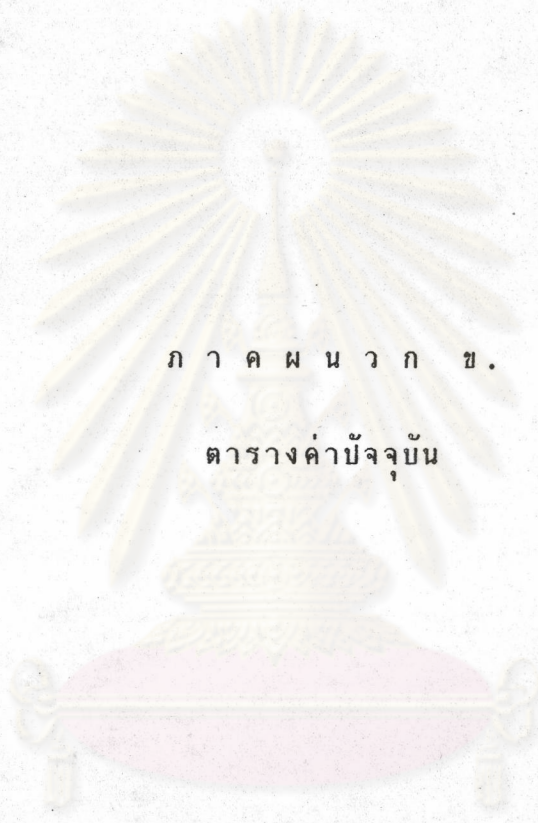 ภ า ค ผ น ว ก ข .
ตารางค่าปัจจุบัน